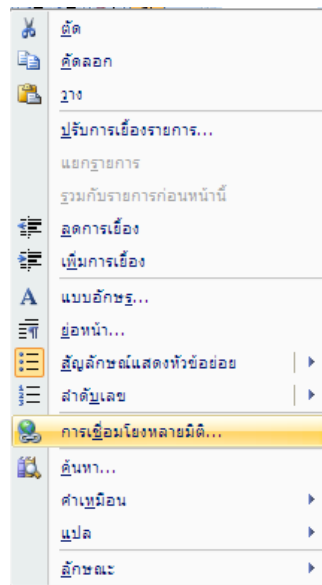 ตัด
คัดลอก
วาง
ปรับการเยื้องรายการ...
แยกรายการ
รวมกับรายการก่อนหน้านี้
ลดการเยื้อง
เพิ่มการเยื้อง
แบบอักษร...
ย่อหน้า...
สัญลักษณ์แสดงหัวข้อย่อย
ลำดับเลข
การเชื่อมโยงหลายมิติ...
ค้นหา...
คำเหมือน
แปล
ลักษณะ